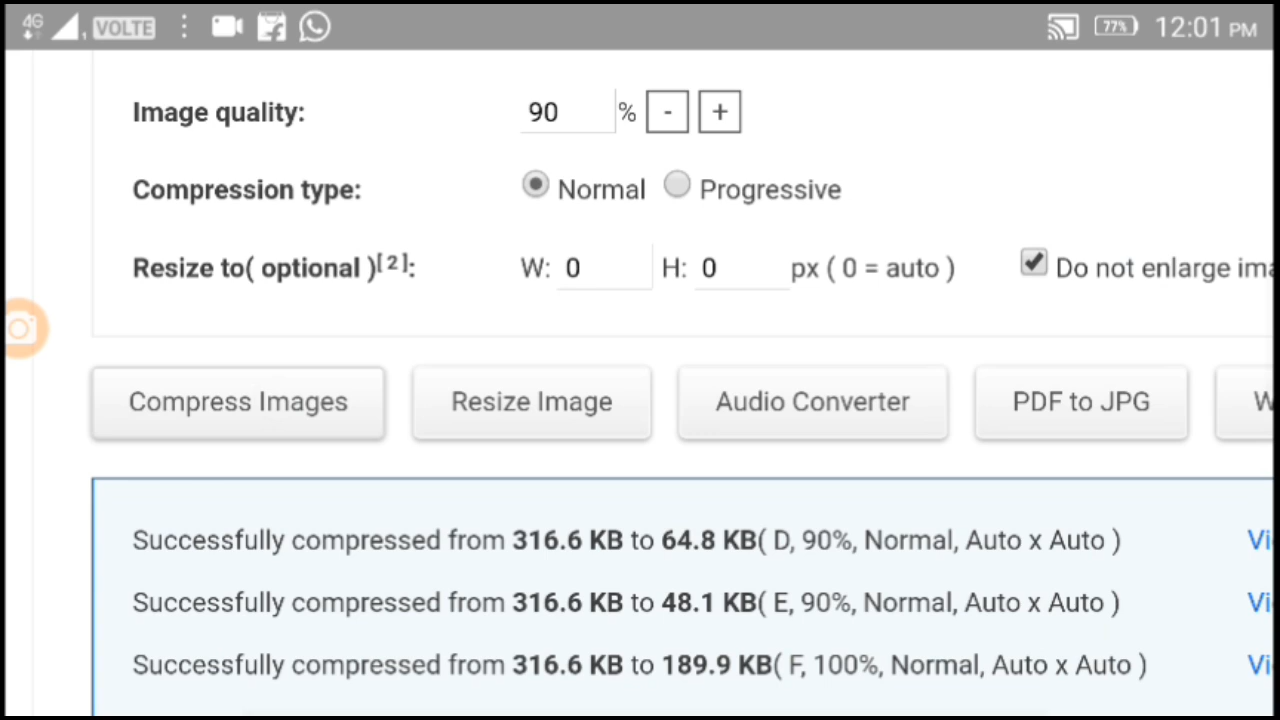 4G VOLTE 77% 12:01 PM
Image quality: 90 % - +
Compression type: Normal Progressive
Resize to( optional )[2]: W: 0 H: 0 px ( 0 = auto ) Do not enlarge ima
Compress Images Resize Image Audio Converter PDF to JPG W
Successfully compressed from 316.6 KB to 64.8 KB( D, 90%, Normal, Auto x Auto ) Vi
Successfully compressed from 316.6 KB to 48.1 KB( E, 90%, Normal, Auto x Auto ) Vi
Successfully compressed from 316.6 KB to 189.9 KB( F, 100%, Normal, Auto x Auto ) Vi